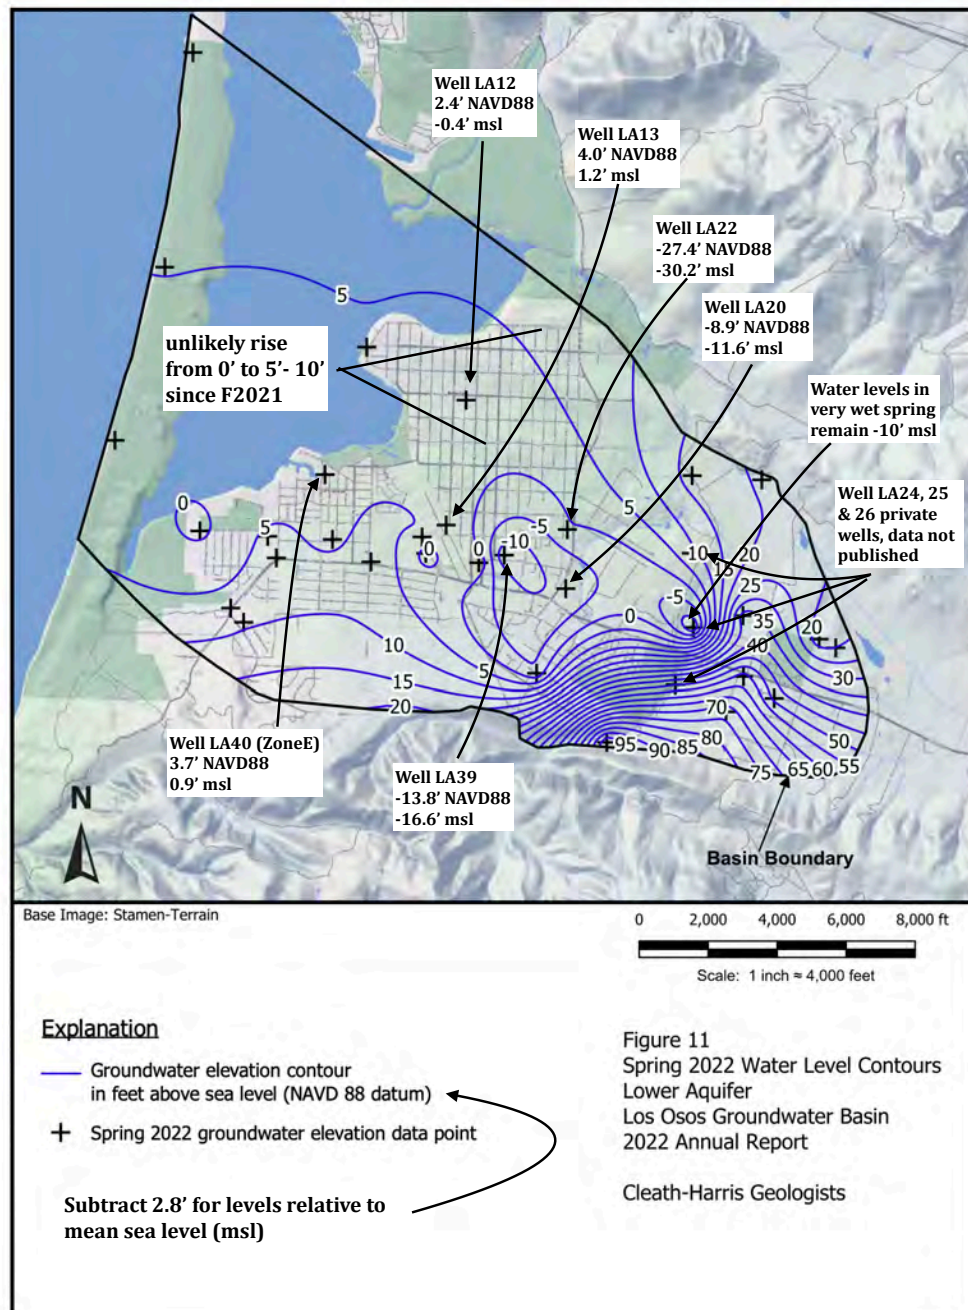 Well LA12
2.4’ NAVD88
-0.4’ msl
Well LA13
4.0’ NAVD88
1.2’ msl
Well LA22
-27.4’ NAVD88
-30.2’ msl
Well LA20
-8.9’ NAVD88
-11.6’ msl
5
unlikely rise
from 0’ to 5’- 10’
since F2021
Water levels in
very wet spring
remain -10’ msl
Well LA24, 25
& 26 private
wells, data not
published
0
5
0
0
-5
-10
5
-10
15
20
25
-5
0
35
20
40
10
5
15
30
20
70
50
95
90
85
80
75
65
60
55
Well LA40 (ZoneE)
3.7’ NAVD88
0.9’ msl
Well LA39
-13.8’ NAVD88
-16.6’ msl
N
Basin Boundary
Base Image: Stamen-Terrain
0 2,000 4,000 6,000 8,000 ft
Scale: 1 inch ≈ 4,000 feet
Explanation
Groundwater elevation contour
in feet above sea level (NAVD 88 datum)
Spring 2022 groundwater elevation data point
Subtract 2.8’ for levels relative to
mean sea level (msl)
Figure 11
Spring 2022 Water Level Contours
Lower Aquifer
Los Osos Groundwater Basin
2022 Annual Report
Cleath-Harris Geologists